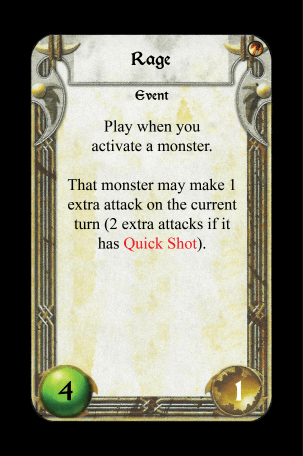 Rage
Event
Play when you
activate a monster.
That monster may make 1
extra attack on the current
turn (2 extra attacks if it
has Quick Shot).
4
1